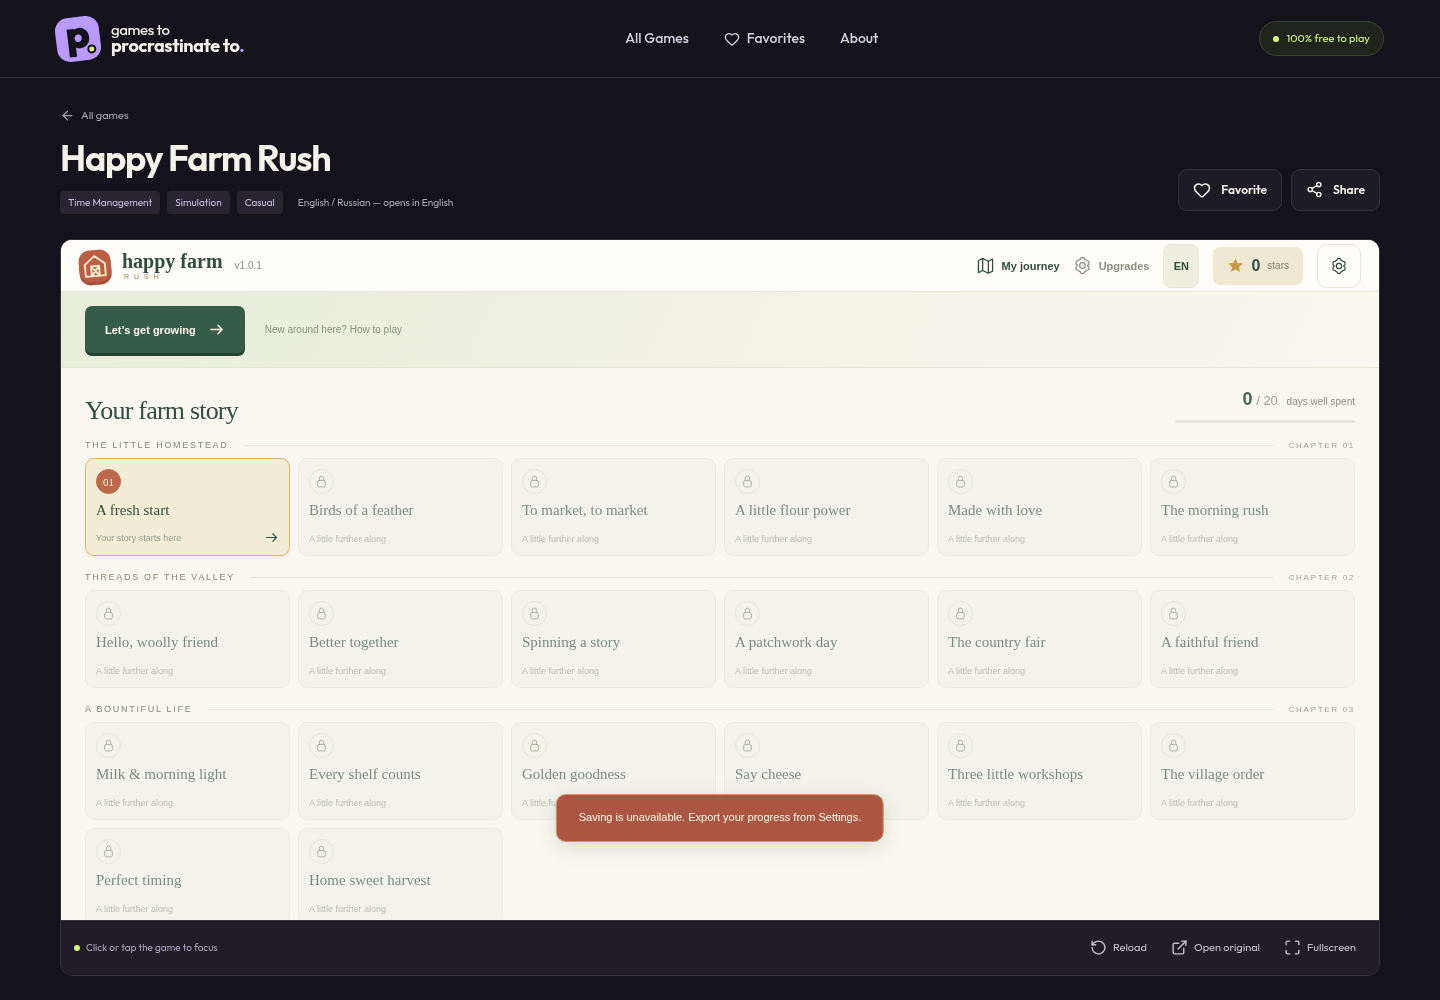 games to
procrastinate to.
All Games
Favorites
About
100% free to play
All games
Happy Farm Rush
Time Management
Simulation
Casual
English / Russian — opens in English
Favorite
Share
happy farm
RUSH
v1.0.1
My journey
Upgrades
EN
0 stars
Let's get growing
New around here? How to play
Your farm story
0 / 20 days well spent
THE LITTLE HOMESTEAD
CHAPTER 01
01
A fresh start
Your story starts here
Birds of a feather
A little further along
To market, to market
A little further along
A little flour power
A little further along
Made with love
A little further along
The morning rush
A little further along
THREADS OF THE VALLEY
CHAPTER 02
Hello, woolly friend
A little further along
Better together
A little further along
Spinning a story
A little further along
A patchwork day
A little further along
The country fair
A little further along
A faithful friend
A little further along
A BOUNTIFUL LIFE
CHAPTER 03
Milk & morning light
A little further along
Every shelf counts
A little further along
Golden goodness
A little
Say cheese
Three little workshops
A little further along
The village order
A little further along
Saving is unavailable. Export your progress from Settings.
Perfect timing
A little further along
Home sweet harvest
A little further along
Click or tap the game to focus
Reload
Open original
Fullscreen